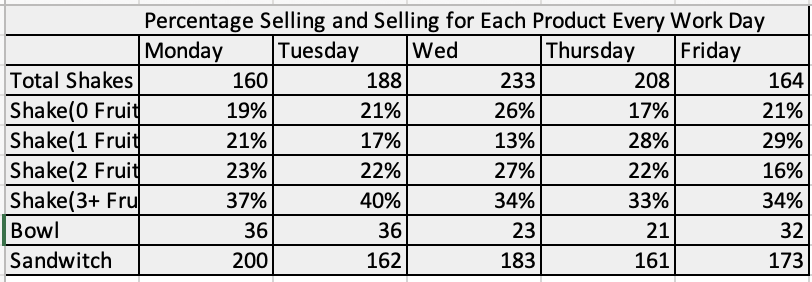 Percentage Selling and Selling for Each Product Every Work Day
Monday Tuesday Wed Thursday Friday
Total Shakes 160 188 233 208 164
Shake(0 Fruit 19% 21% 26% 17% 21%
Shake(1 Fruit 21% 17% 13% 28% 29%
Shake(2 Fruit 23% 22% 27% 22% 16%
Shake(3+ Fru 37% 40% 34% 33% 34%
Bowl 36 36 23 21 32
Sandwitch 200 162 183 161 173